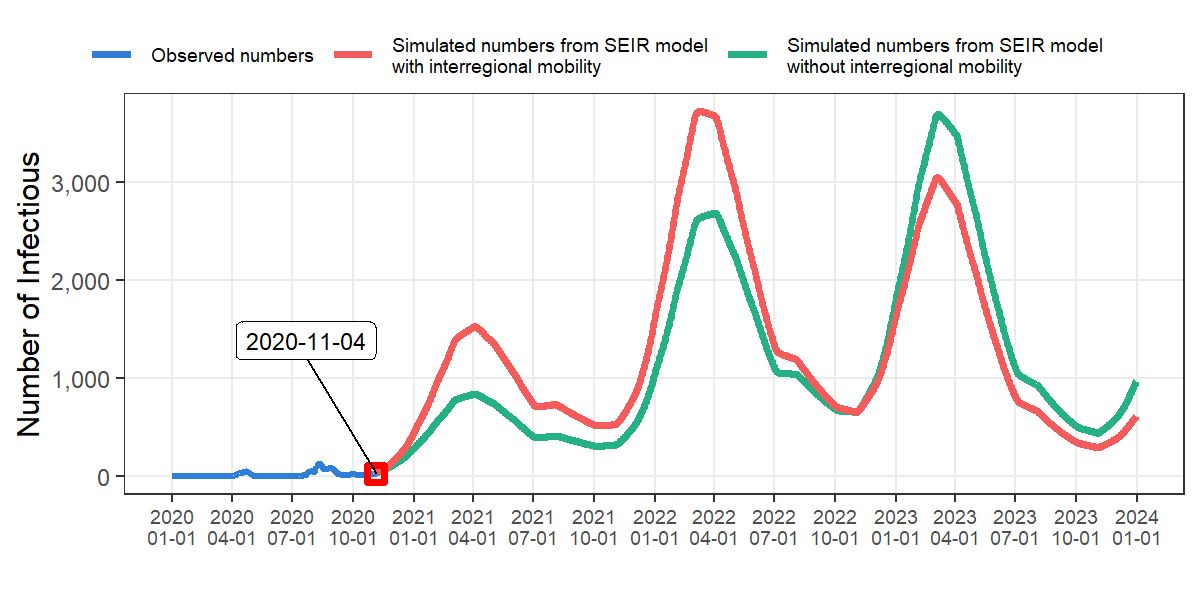 Observed numbers
Simulated numbers from SEIR model
with interregional mobility
Simulated numbers from SEIR model
without interregional mobility
Number of Infectious
3,000
2,000
1,000
0
2020-11-04
2020 2020 2020 2020 2021 2021 2021 2021 2022 2022 2022 2022 2023 2023 2023 2023 2024
01-01 04-01 07-01 10-01 01-01 04-01 07-01 10-01 01-01 04-01 07-01 10-01 01-01 04-01 07-01 10-01 01-01